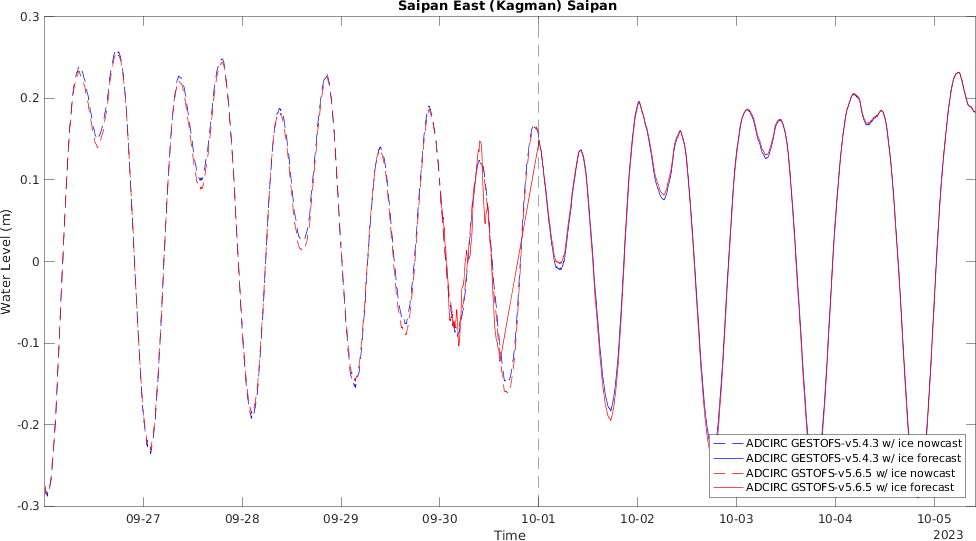 Saipan East (Kagman) Saipan
0.3
0.2
0.1
0
-0.1
-0.2
-0.3
Water Level (m)
09-27
09-28
09-29
09-30
10-01
10-02
10-03
10-04
10-05
Time
2023
ADCIRC GESTOFS-v5.4.3 w/ ice nowcast
ADCIRC GESTOFS-v5.4.3 w/ ice forecast
ADCIRC GSTOFS-v5.6.5 w/ ice nowcast
ADCIRC GSTOFS-v5.6.5 w/ ice forecast